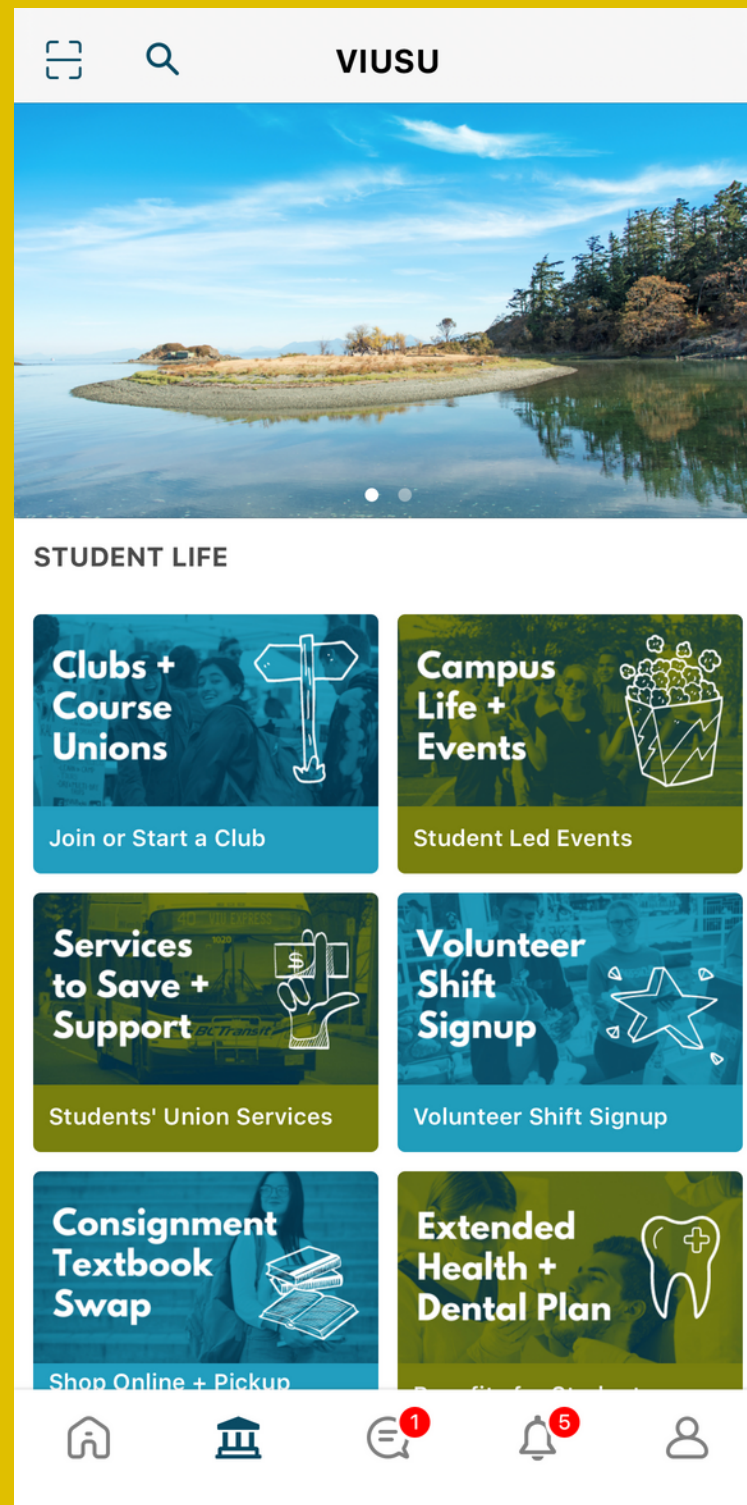 VIUSU
STUDENT LIFE
Clubs +
Course
Unions
Join or Start a Club
Campus
Life +
Events
Student Led Events
Services
to Save +
Support
BC Transit
Students' Union Services
Volunteer
Shift
Signup
Volunteer Shift Signup
Consignment
Textbook
Swap
Shop Online + Pickup
Extended
Health +
Dental Plan
1
5